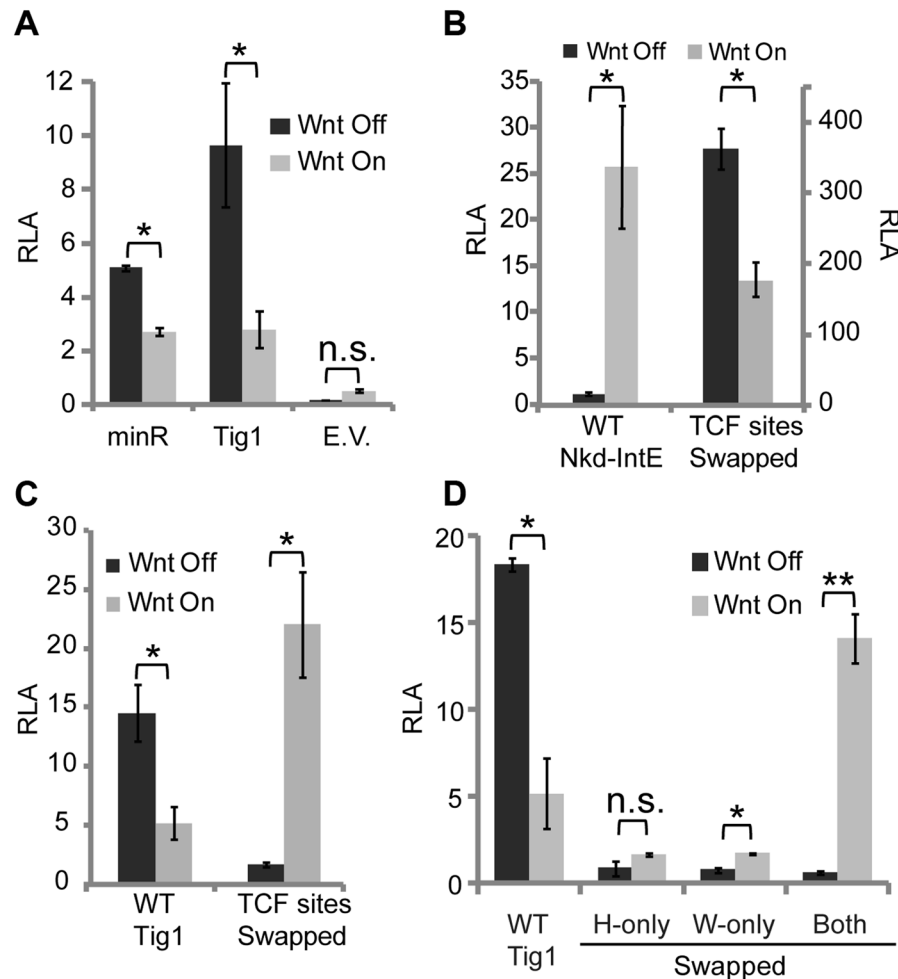 A
12
10
8
6
4
2
0
RLA
*
*
n.s.
Wnt Off
Wnt On
minR Tig1 E.V.
B
Wnt Off Wnt On
35
30
25
20
15
10
5
0
RLA
*
*
400
300
200
100
0
RLA
WT TCF sites
Nkd-IntE Swapped
C
30
25
20
15
10
5
0
RLA
Wnt Off
Wnt On
*
*
WT TCF sites
Tig1 Swapped
D
20
15
10
5
0
RLA
Wnt Off
Wnt On
*
n.s.
*
**
WT H-only W-only Both
Tig1 Swapped